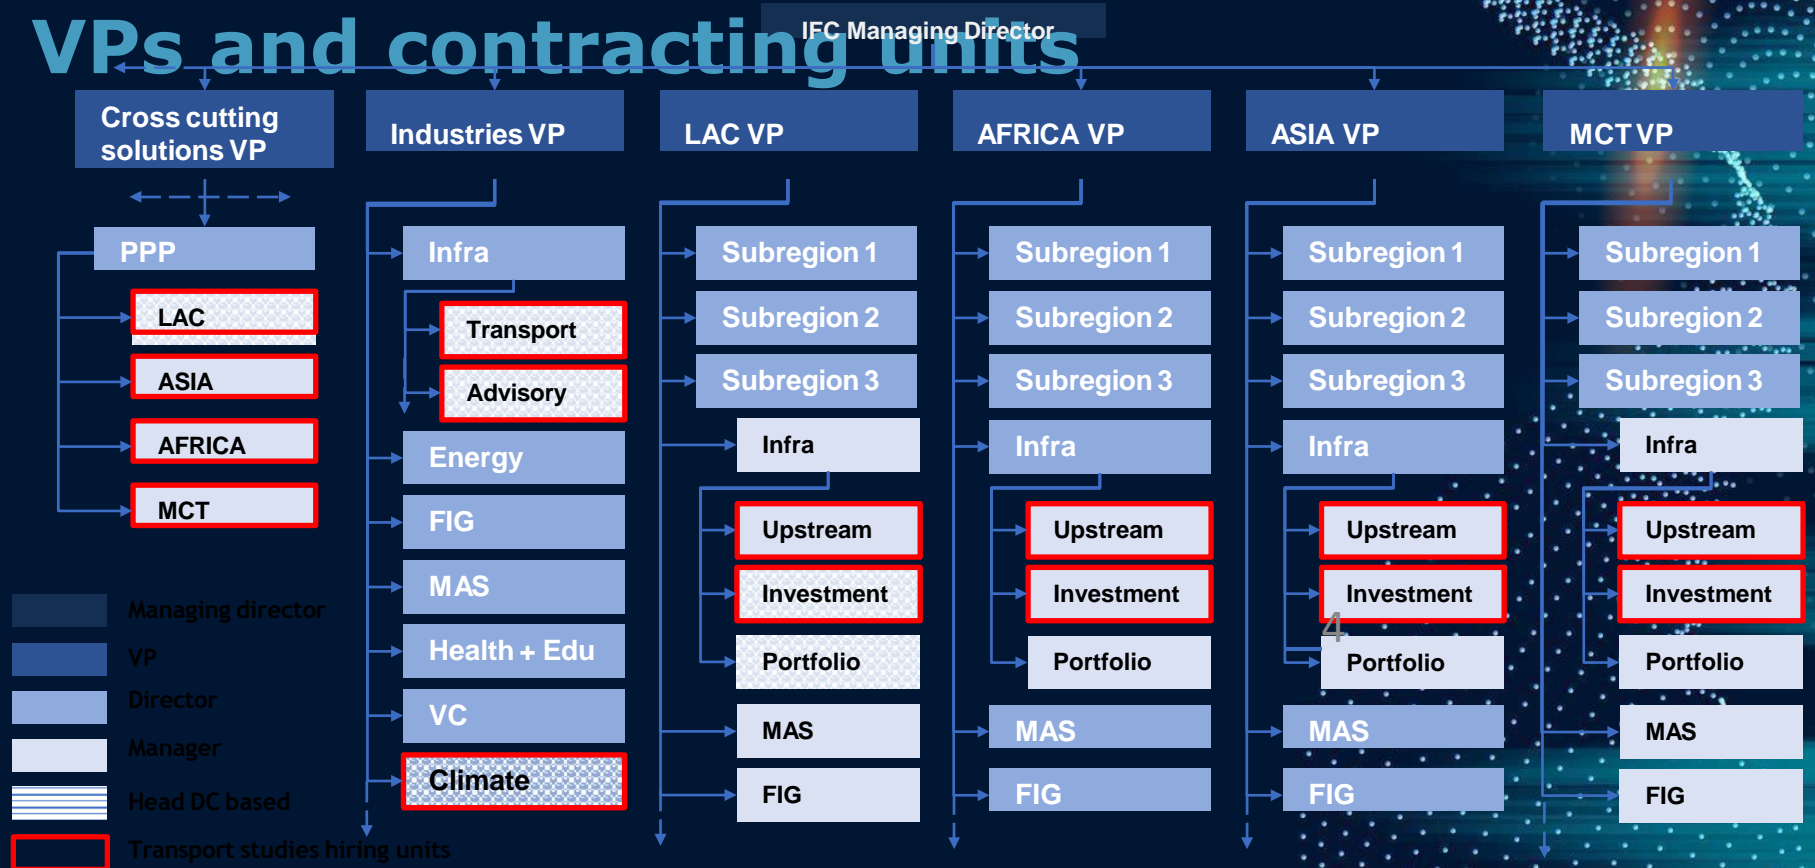 VPs and contracting units
IFC Managing Director
Cross cutting
solutions VP
Industries VP
LAC VP
AFRICA VP
ASIA VP
MCT VP
PPP
LAC
ASIA
AFRICA
MCT
Infra
Transport
Advisory
Energy
FIG
MAS
Health + Edu
VC
Climate
Subregion 1
Subregion 2
Subregion 3
Infra
Upstream
Investment
Portfolio
MAS
FIG
Subregion 1
Subregion 2
Subregion 3
Infra
Upstream
Investment
Portfolio
MAS
FIG
Subregion 1
Subregion 2
Subregion 3
Infra
Upstream
Investment
4
Portfolio
MAS
FIG
Subregion 1
Subregion 2
Subregion 3
Infra
Upstream
Investment
Portfolio
MAS
FIG
Managing director
VP
Director
Manager
Head DC based
Transport studies hiring units